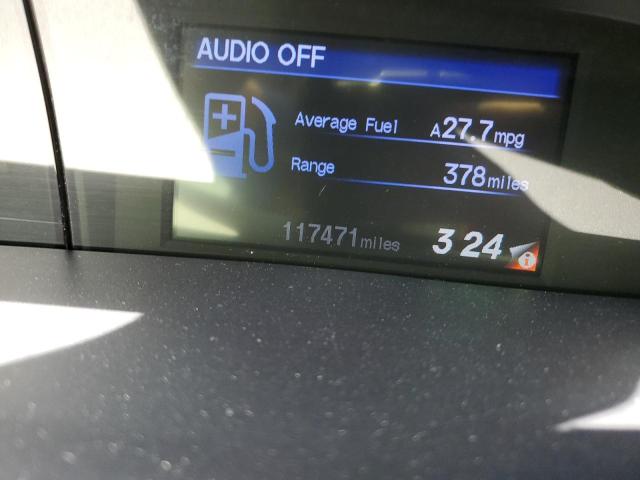 AUDIO OFF
Average Fuel A27.7mpg
Range 378miles
117471miles 3 24